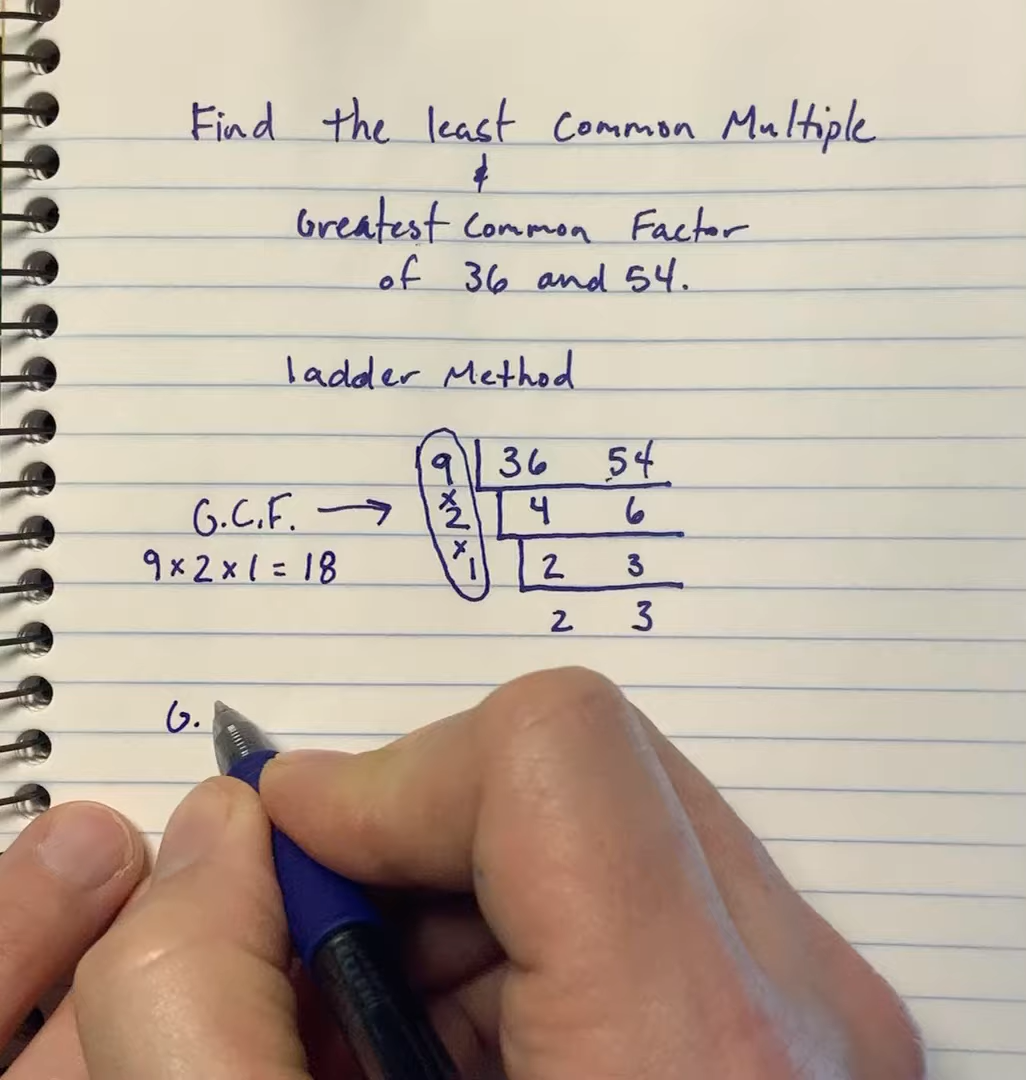 Find the least Common Multiple
&
Greatest Common Factor
of 36 and 54.
ladder Method
9 36 54
G.C.F. → ×2 4 6
9×2×1=18 ×1 2 3
2 3
G.